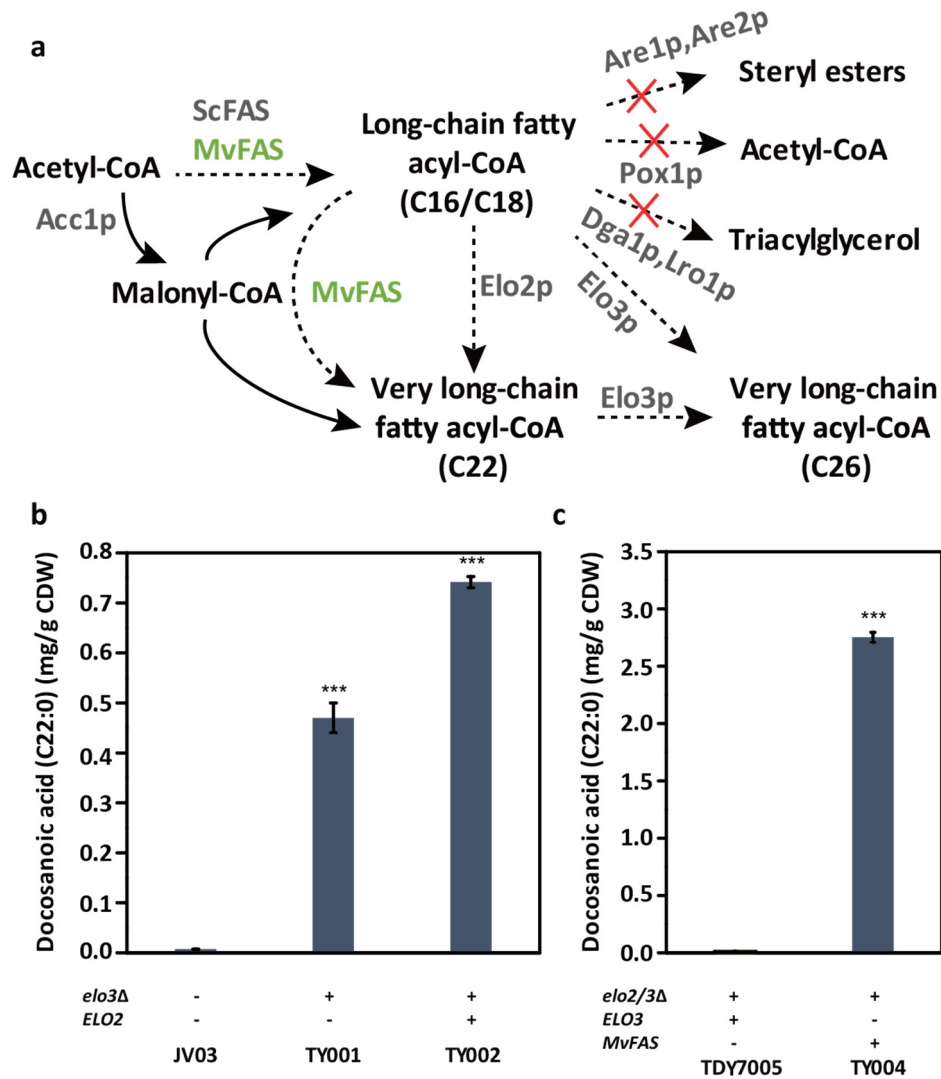 a
Are1p,Are2p
Steryl esters
ScFAS
MvFAS
Long-chain fatty
acyl-CoA
(C16/C18)
Acetyl-CoA
Acetyl-CoA
Pox1p
Acc1p
Dga1p,Lro1p
Triacylglycerol
Malonyl-CoA
MvFAS
Elo2p
Elo3p
Very long-chain
fatty acyl-CoA
(C22)
Elo3p
Very long-chain
fatty acyl-CoA
(C26)
b
Docosanoic acid (C22:0) (mg/g CDW)
0.8
0.7
0.6
0.5
0.4
0.3
0.2
0.1
0.0
***
***
elo3Δ - + +
ELO2 - - +
JV03 TY001 TY002
c
Docosanoic acid (C22:0) (mg/g CDW)
3.5
3.0
2.5
2.0
1.5
1.0
0.5
0.0
***
elo2/3Δ + +
ELO3 + -
MvFAS - +
TDY7005 TY004